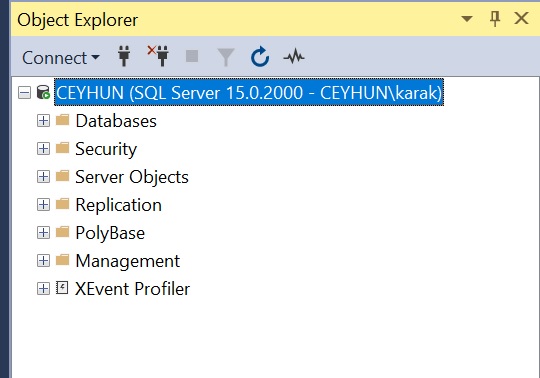 Object Explorer
Connect
CEYHUN (SQL Server 15.0.2000 - CEYHUN\karak)
Databases
Security
Server Objects
Replication
PolyBase
Management
XEvent Profiler